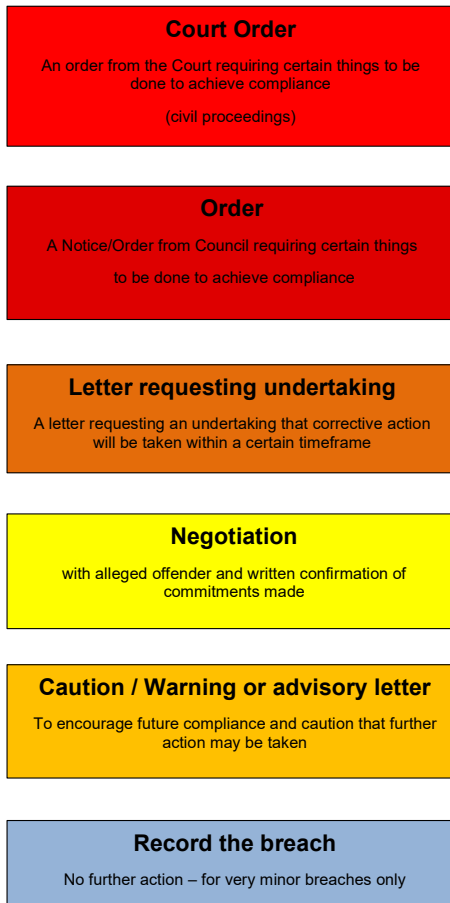 Court Order
An order from the Court requiring certain things to be
done to achieve compliance
(civil proceedings)
Order
A Notice/Order from Council requiring certain things
to be done to achieve compliance
Letter requesting undertaking
A letter requesting an undertaking that corrective action
will be taken within a certain timeframe
Negotiation
with alleged offender and written confirmation of
commitments made
Caution / Warning or advisory letter
To encourage future compliance and caution that further
action may be taken
Record the breach
No further action – for very minor breaches only